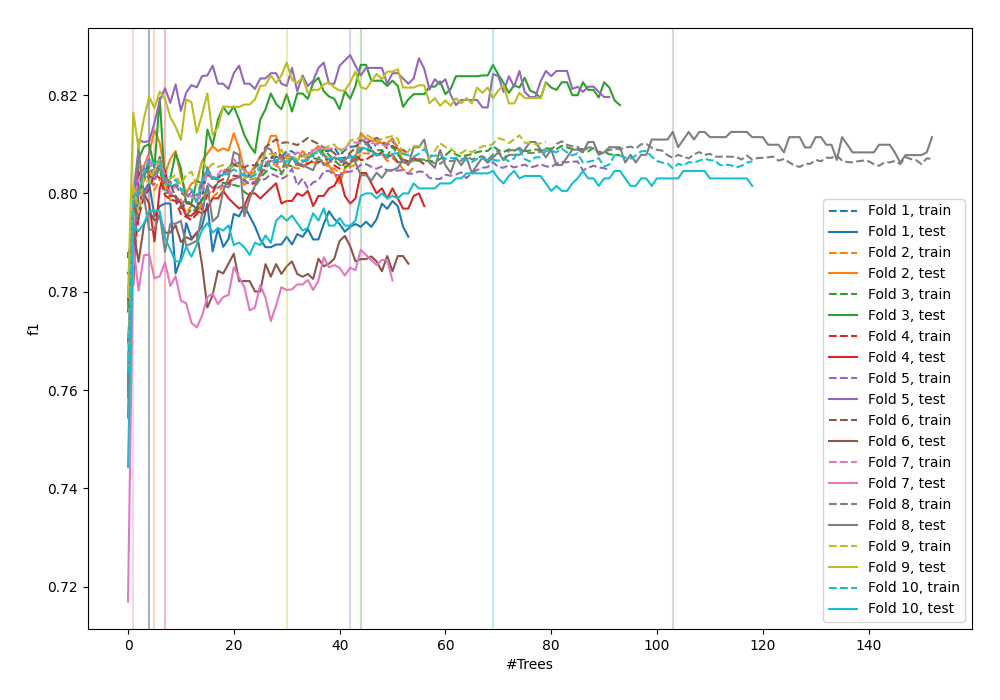 0.82
0.80
0.78
0.76
0.74
0.72
f1
0 20 40 60 80 100 120 140
#Trees
Fold 1, train
Fold 1, test
Fold 2, train
Fold 2, test
Fold 3, train
Fold 3, test
Fold 4, train
Fold 4, test
Fold 5, train
Fold 5, test
Fold 6, train
Fold 6, test
Fold 7, train
Fold 7, test
Fold 8, train
Fold 8, test
Fold 9, train
Fold 9, test
Fold 10, train
Fold 10, test